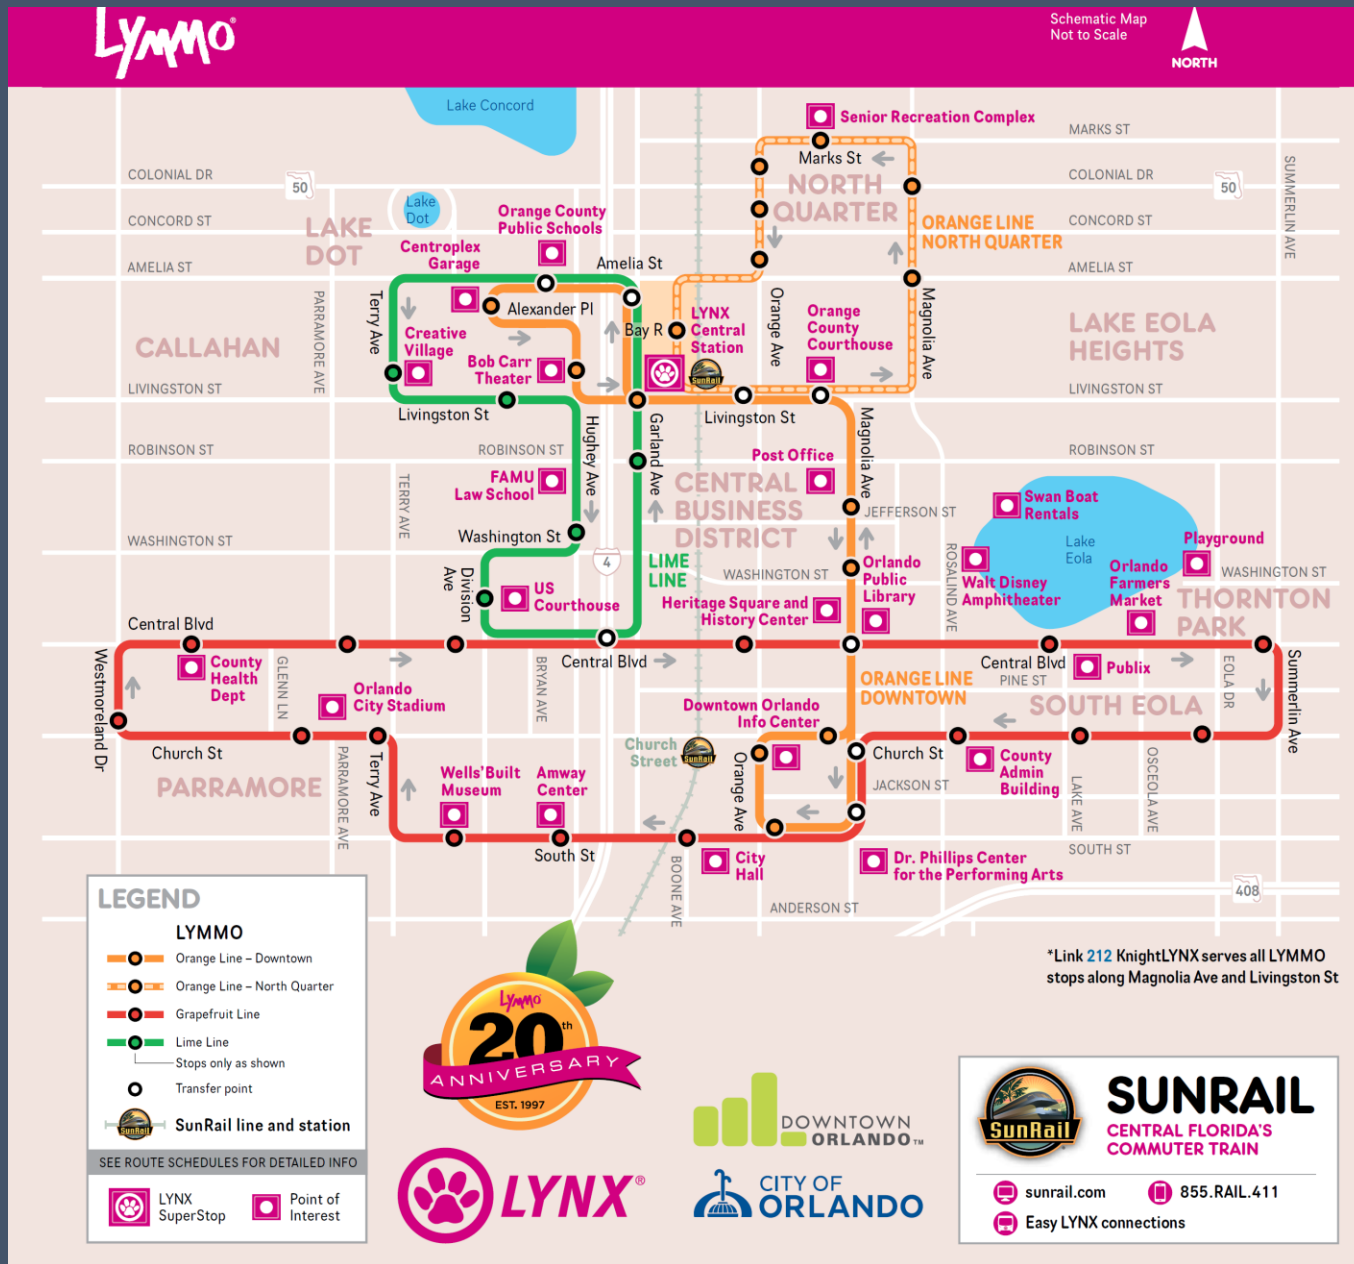 LYMMO®
Schematic Map
Not to Scale
NORTH
Lake Concord
Senior Recreation Complex
MARKS ST
Marks St
COLONIAL DR
50
COLONIAL DR
50
SUMMERLIN AVE
NORTH
QUARTER
Lake
Dot
LAKE
DOT
Orange County
Public Schools
CONCORD ST
CONCORD ST
ORANGE LINE
NORTH QUARTER
Centroplex
Garage
Amelia St
AMELIA ST
AMELIA ST
Terry Ave
PARRAMORE AVE
Alexander Pl
Bay R
LYNX
Central
Station
Orange Ave
Orange
County
Courthouse
Magnolia Ave
LAKE EOLA
HEIGHTS
CALLAHAN
Creative
Village
Bob Carr
Theater
SunRail
LIVINGSTON ST
LIVINGSTON ST
Livingston St
Livingston St
Hughey Ave
Garland Ave
Magnolia Ave
ROBINSON ST
ROBINSON ST
ROBINSON ST
Post Office
FAMU
Law School
TERRY AVE
CENTRAL
BUSINESS
DISTRICT
JEFFERSON ST
Swan Boat
Rentals
Lake
Eola
Playground
WASHINGTON ST
Washington St
4
LIME
LINE
WASHINGTON ST
WASHINGTON ST
ROSALIND AVE
Orlando
Public
Library
Walt Disney
Amphitheater
Orlando
Farmers
Market
THORNTON
PARK
Division
Ave
US
Courthouse
Heritage Square and
History Center
Central Blvd
Central Blvd
Central Blvd
PINE ST
Publix
Westmoreland Dr
County
Health
Dept
GLENN LN
Orlando
City Stadium
BRYAN AVE
ORANGE LINE
DOWNTOWN
SOUTH EOLA
EOLA DR
Summerlin Ave
Downtown Orlando
Info Center
Church St
Church
Street
SunRail
Church St
PARRAMORE
PARRAMORE AVE
Terry Ave
Wells'Built
Museum
Amway
Center
Orange Ave
JACKSON ST
County
Admin
Building
LAKE AVE
OSCEOLA AVE
South St
BOONE AVE
City
Hall
Dr. Phillips Center
for the Performing Arts
SOUTH ST
408
ANDERSON ST
LEGEND
LYMMO
Orange Line – Downtown
Orange Line – North Quarter
Grapefruit Line
Lime Line
Stops only as shown
Transfer point
SunRail
SunRail line and station
SEE ROUTE SCHEDULES FOR DETAILED INFO
LYNX
SuperStop
Point of
Interest
LYMMO
20th
ANNIVERSARY
EST. 1997
*Link 212 KnightLYNX serves all LYMMO
stops along Magnolia Ave and Livingston St
LYNX®
DOWNTOWN
ORLANDO™
CITY OF
ORLANDO
SunRail
SUNRAIL
CENTRAL FLORIDA'S
COMMUTER TRAIN
sunrail.com
855.RAIL.411
Easy LYNX connections